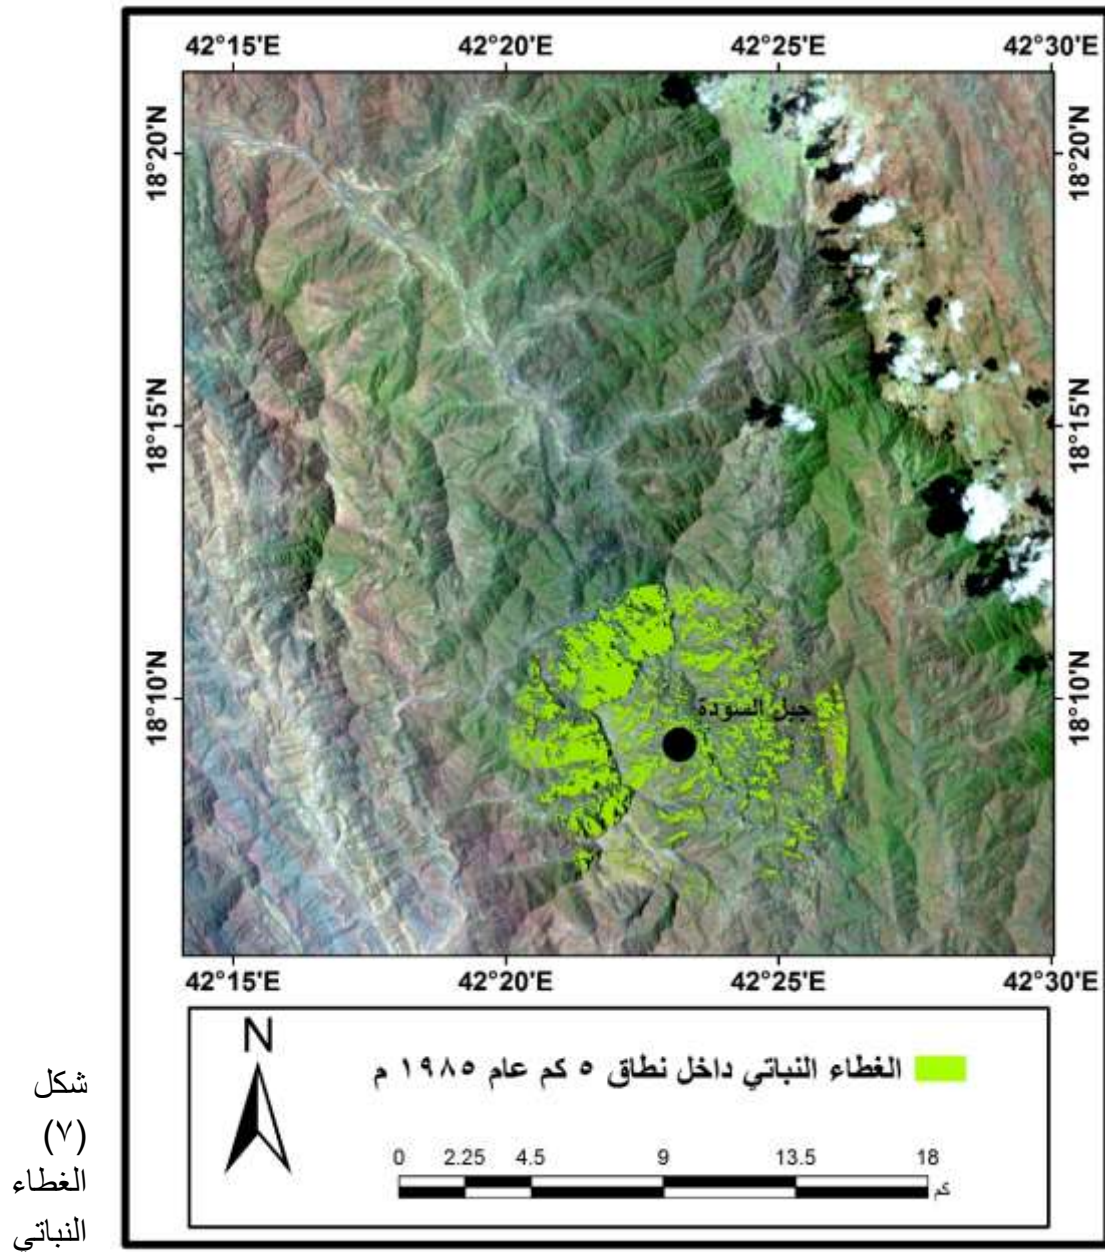 42°15'E 42°20'E 42°25'E 42°30'E
18°20'N 18°20'N
18°15'N 18°15'N
18°10'N 18°10'N
جبل السودة
42°15'E 42°20'E 42°25'E 42°30'E
N
الغطاء النباتي داخل نطاق ٥ كم عام ١٩٨٥ م
0 2.25 4.5 9 13.5 18
كم
شكل
(٧)
الغطاء
النباتي